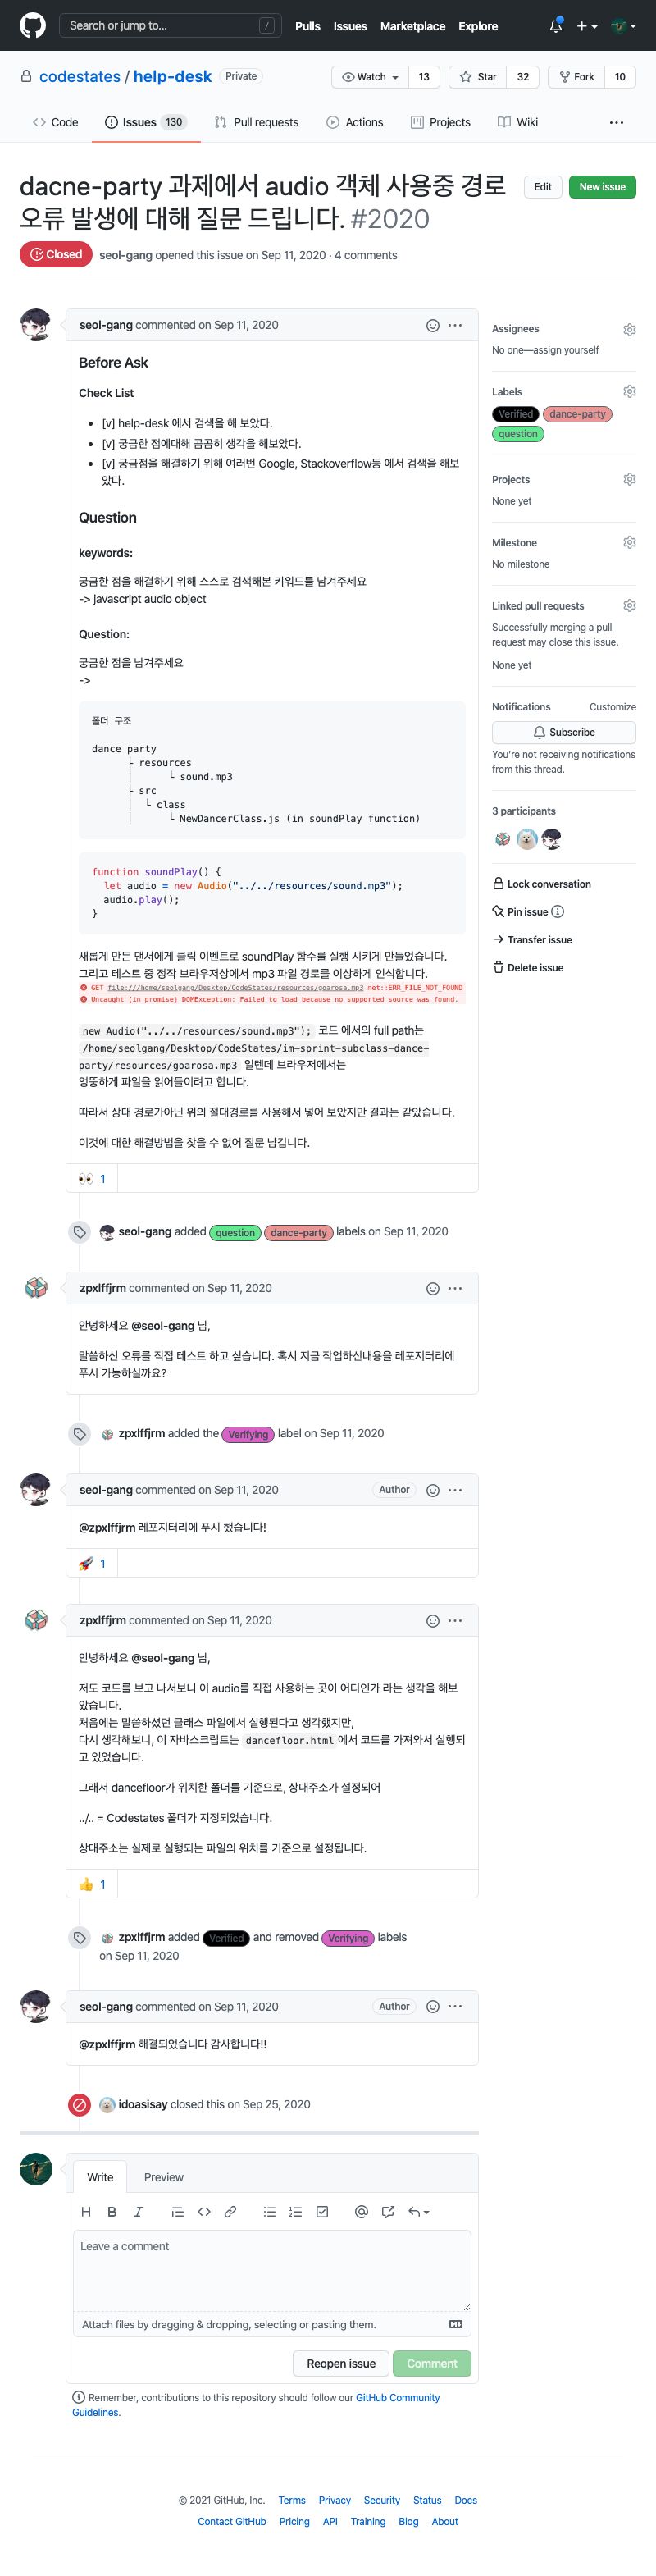 Search or jump to... /
Pulls Issues Marketplace Explore
codestates / help-desk Private
Watch 13 Star 32 Fork 10
Code Issues 130 Pull requests Actions Projects Wiki ...
dacne-party 과제에서 audio 객체 사용중 경로
오류 발생에 대해 질문 드립니다. #2020
Edit New issue
Closed seol-gang opened this issue on Sep 11, 2020 · 4 comments
seol-gang commented on Sep 11, 2020
Before Ask
Check List
• [v] help-desk 에서 검색을 해 보았다.
• [v] 궁금한 점에대해 곰곰히 생각을 해보았다.
• [v] 궁금점을 해결하기 위해 여러번 Google, Stackoverflow등 에서 검색을 해보
았다.
Question
keywords:
궁금한 점을 해결하기 위해 스스로 검색해본 키워드를 남겨주세요
-> javascript audio object
Question:
궁금한 점을 남겨주세요
->
폴더 구조
dance party
├ resources
│ └ sound.mp3
├ src
│ └ class
│ └ NewDancerClass.js (in soundPlay function)
function soundPlay() {
let audio = new Audio("../../resources/sound.mp3");
audio.play();
}
새롭게 만든 댄서에게 클릭 이벤트로 soundPlay 함수를 실행 시키게 만들었습니다.
그리고 테스트 중 정작 브라우저상에서 mp3 파일 경로를 이상하게 인식합니다.
GET file:///home/seolgang/Desktop/CodeStates/resources/goarosa.mp3 net::ERR_FILE_NOT_FOUND
Uncaught (in promise) DOMException: Failed to load because no supported source was found.
new Audio("../../resources/sound.mp3"); 코드 에서의 full path는
/home/seolgang/Desktop/CodeStates/im-sprint-subclass-dance-
party/resources/goarosa.mp3 일텐데 브라우저에서는
엉뚱하게 파일을 읽어들이려고 합니다.
따라서 상대 경로가아닌 위의 절대경로를 사용해서 넣어 보았지만 결과는 같았습니다.
이것에 대한 해결방법을 찾을 수 없어 질문 남깁니다.
👀 1
Assignees
No one—assign yourself
Labels
Verified dance-party
question
Projects
None yet
Milestone
No milestone
Linked pull requests
Successfully merging a pull
request may close this issue.
None yet
Notifications Customize
Subscribe
You're not receiving notifications
from this thread.
3 participants
Lock conversation
Pin issue
Transfer issue
Delete issue
seol-gang added question dance-party labels on Sep 11, 2020
zpxlffjrm commented on Sep 11, 2020
안녕하세요 @seol-gang 님,
말씀하신 오류를 직접 테스트 하고 싶습니다. 혹시 지금 작업하신내용을 레포지터리에
푸시 가능하실까요?
zpxlffjrm added the Verifying label on Sep 11, 2020
seol-gang commented on Sep 11, 2020 Author
@zpxlffjrm 레포지터리에 푸시 했습니다!
🚀 1
zpxlffjrm commented on Sep 11, 2020
안녕하세요 @seol-gang 님,
저도 코드를 보고 나서보니 이 audio를 직접 사용하는 곳이 어디인가 라는 생각을 해보
았습니다.
처음에는 말씀하셨던 클래스 파일에서 실행된다고 생각했지만,
다시 생각해보니, 이 자바스크립트는 dancefloor.html 에서 코드를 가져와서 실행되
고 있었습니다.
그래서 dancefloor가 위치한 폴더를 기준으로, 상대주소가 설정되어
../.. = Codestates 폴더가 지정되었습니다.
상대주소는 실제로 실행되는 파일의 위치를 기준으로 설정됩니다.
👍 1
zpxlffjrm added Verified and removed Verifying labels
on Sep 11, 2020
seol-gang commented on Sep 11, 2020 Author
@zpxlffjrm 해결되었습니다 감사합니다!!
idoasisay closed this on Sep 25, 2020
Write Preview
Leave a comment
Attach files by dragging & dropping, selecting or pasting them.
Reopen issue Comment
Remember, contributions to this repository should follow our GitHub Community
Guidelines.
© 2021 GitHub, Inc. Terms Privacy Security Status Docs
Contact GitHub Pricing API Training Blog About